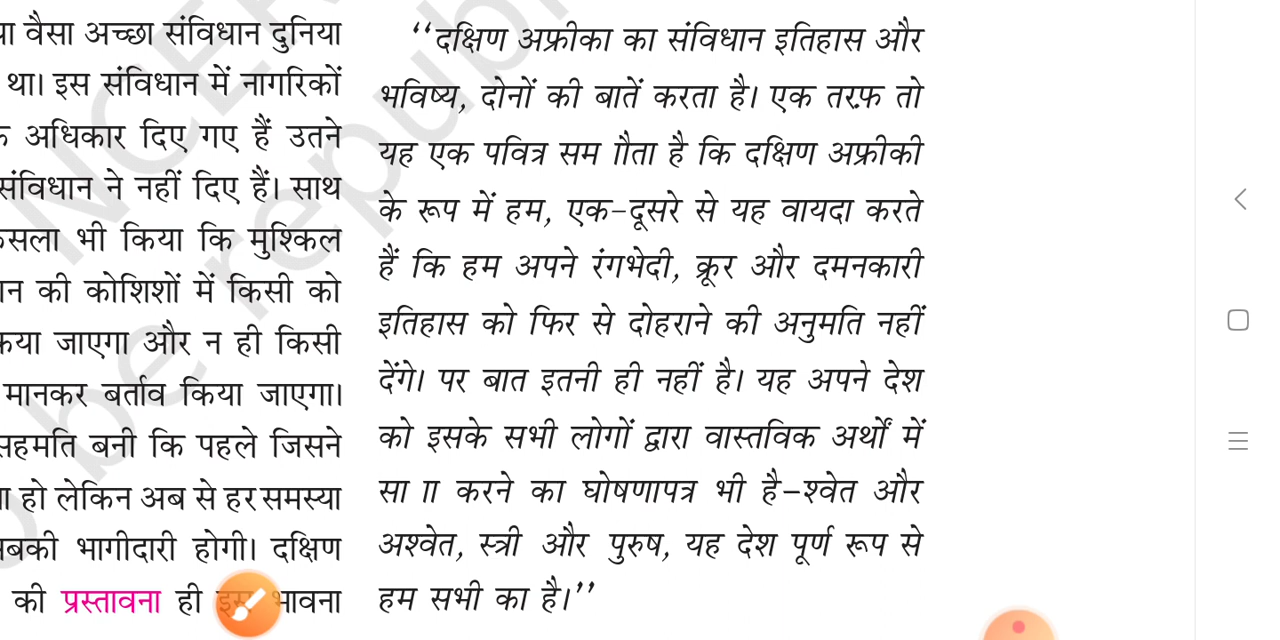 वैसा अच्छा संविधान दुनिया
था। इस संविधान में नागरिकों
अधिकार दिए गए हैं उतने
संविधान ने नहीं दिए हैं। साथ
भी किया कि मुश्किल
की कोशिशों में किसी को
जाएगा और न ही किसी
मानकर बर्ताव किया जाएगा।
सहमति बनी कि पहले जिसने
हो लेकिन अब से हर समस्या
भागीदारी होगी। दक्षिण
की प्रस्तावना ही भावना
‘‘दक्षिण अफ्रीका का संविधान इतिहास और
भविष्य, दोनों की बातें करता है। एक तरफ़ तो
यह एक पवित्र सम ौता है कि दक्षिण अफ्रीकी
के रूप में हम, एक–दूसरे से यह वायदा करते
हैं कि हम अपने रंगभेदी, क्रूर और दमनकारी
इतिहास को फिर से दोहराने की अनुमति नहीं
देंगे। पर बात इतनी ही नहीं है। यह अपने देश
को इसके सभी लोगों द्वारा वास्तविक अर्थों में
सा ा करने का घोषणापत्र भी है–श्वेत और
अश्वेत, स्त्री और पुरुष, यह देश पूर्ण रूप से
हम सभी का है।’’
be